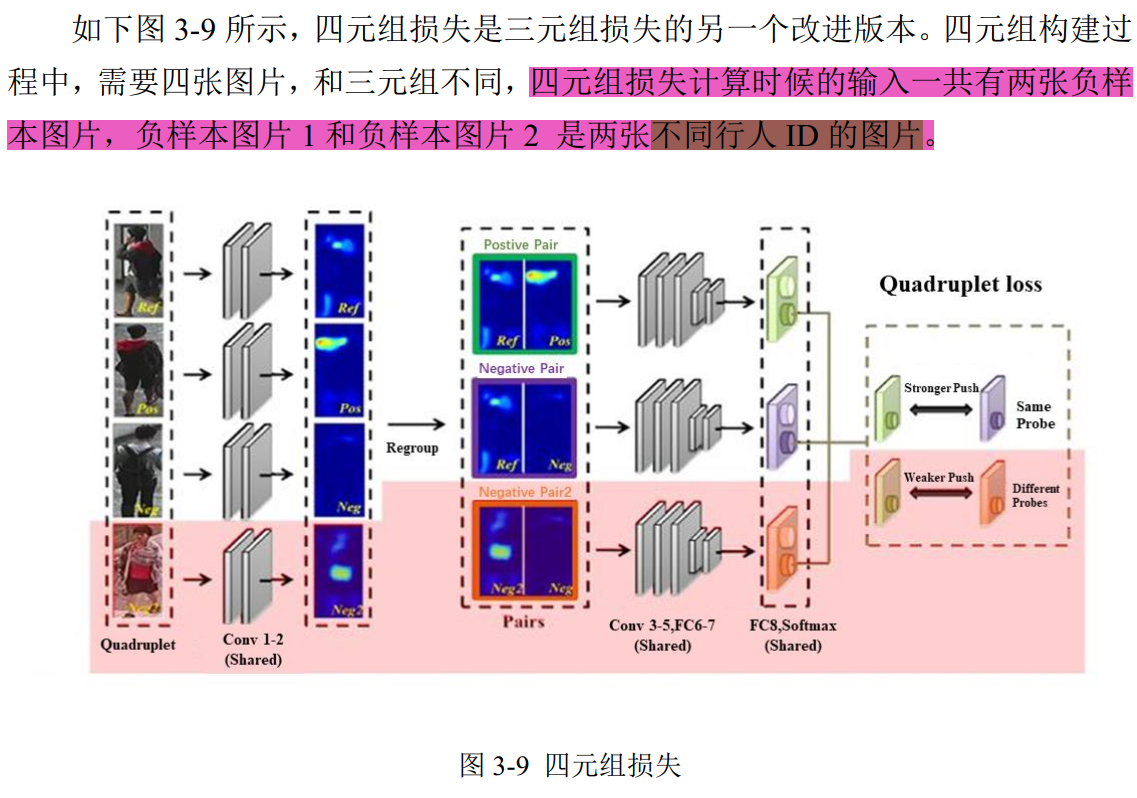 如下图 3-9 所示，四元组损失是三元组损失的另一个改进版本。四元组构建过
程中，需要四张图片，和三元组不同，四元组损失计算时候的输入一共有两张负样
本图片，负样本图片 1 和负样本图片 2 是两张不同行人 ID 的图片。
Ref
Pos
Neg
Neg2
Quadruplet
Conv 1-2
(Shared)
Ref
Pos
Neg
Neg2
Regroup
Postive Pair
Ref Pos
Negative Pair
Ref Neg
Negative Pair2
Neg2 Neg
Pairs
Conv 3-5,FC6-7
(Shared)
FC8,Softmax
(Shared)
Quadruplet loss
Stronger Push
Same
Probe
Weaker Push
Different
Probes
图 3-9 四元组损失